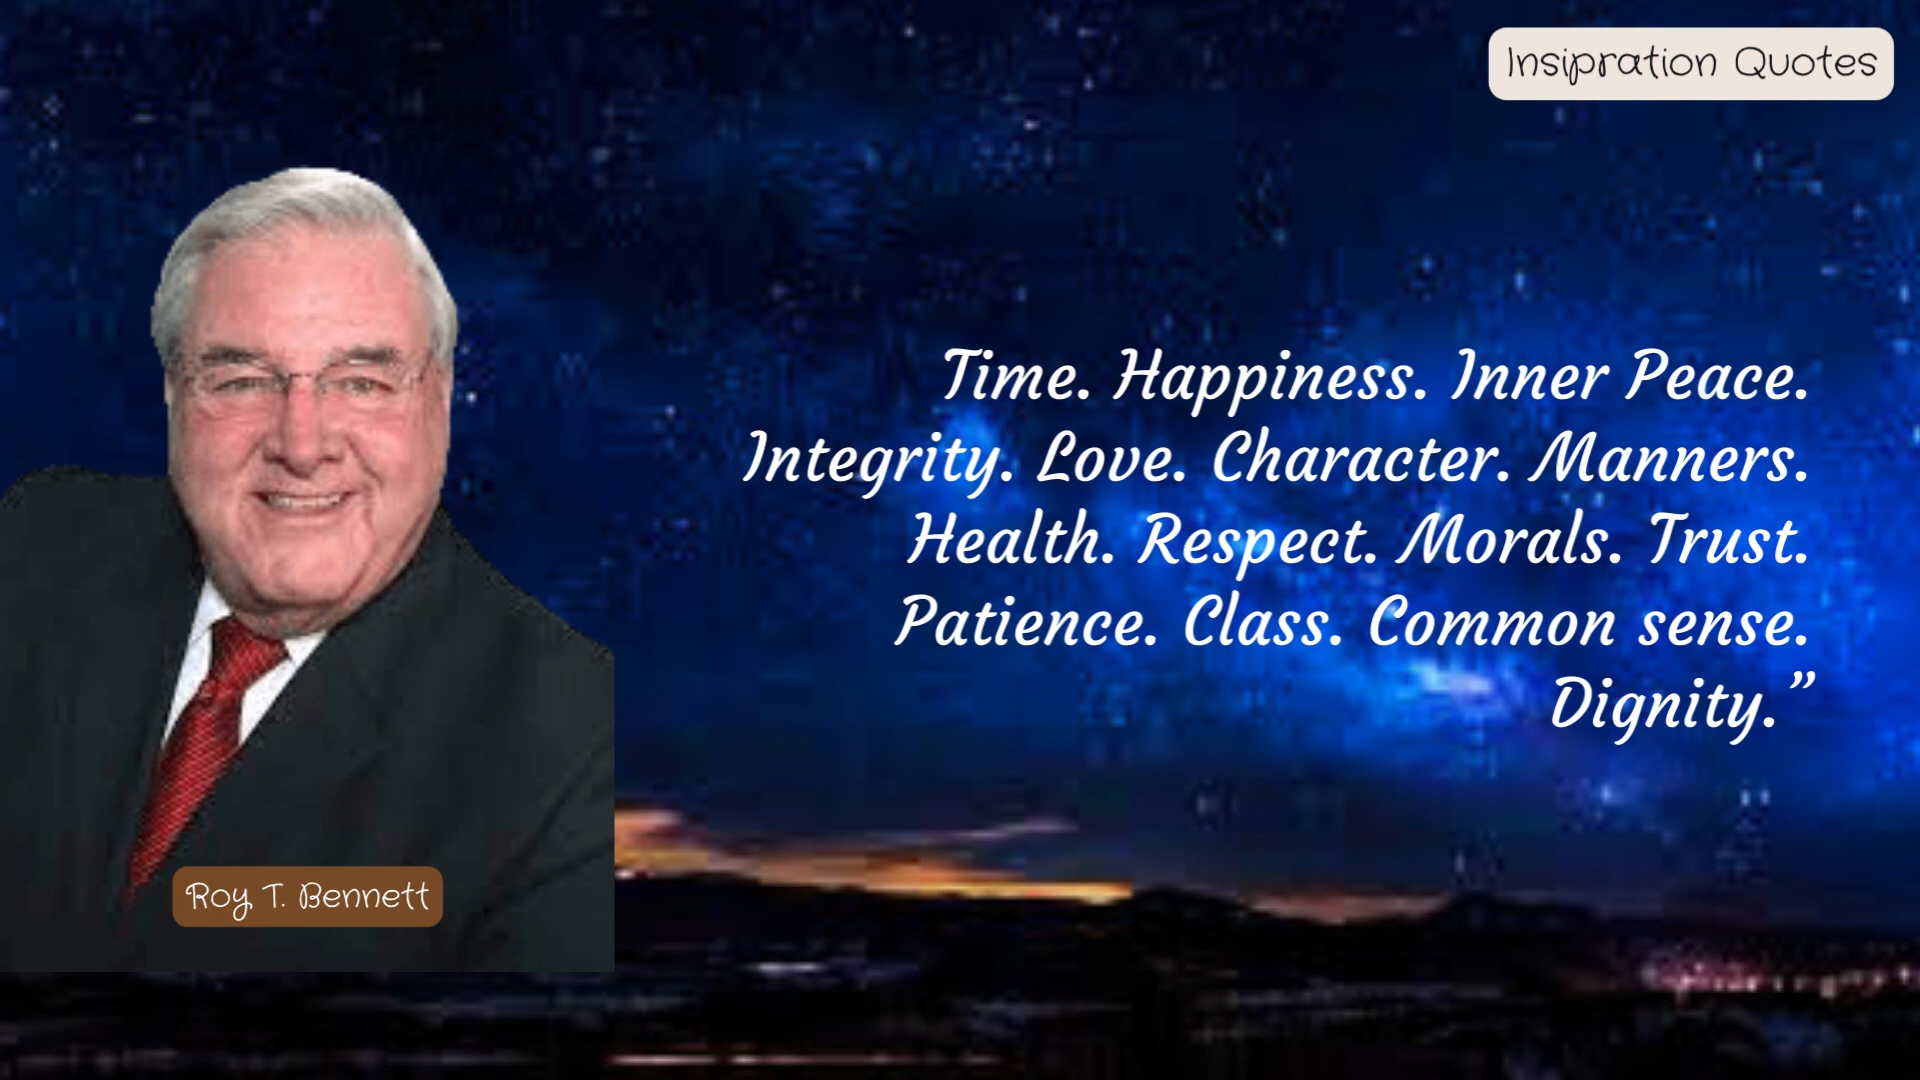 Insipration Quotes
Time. Happiness. Inner Peace.
Integrity. Love. Character. Manners.
Health. Respect. Morals. Trust.
Patience. Class. Common sense.
Dignity.”
Roy T. Bennett